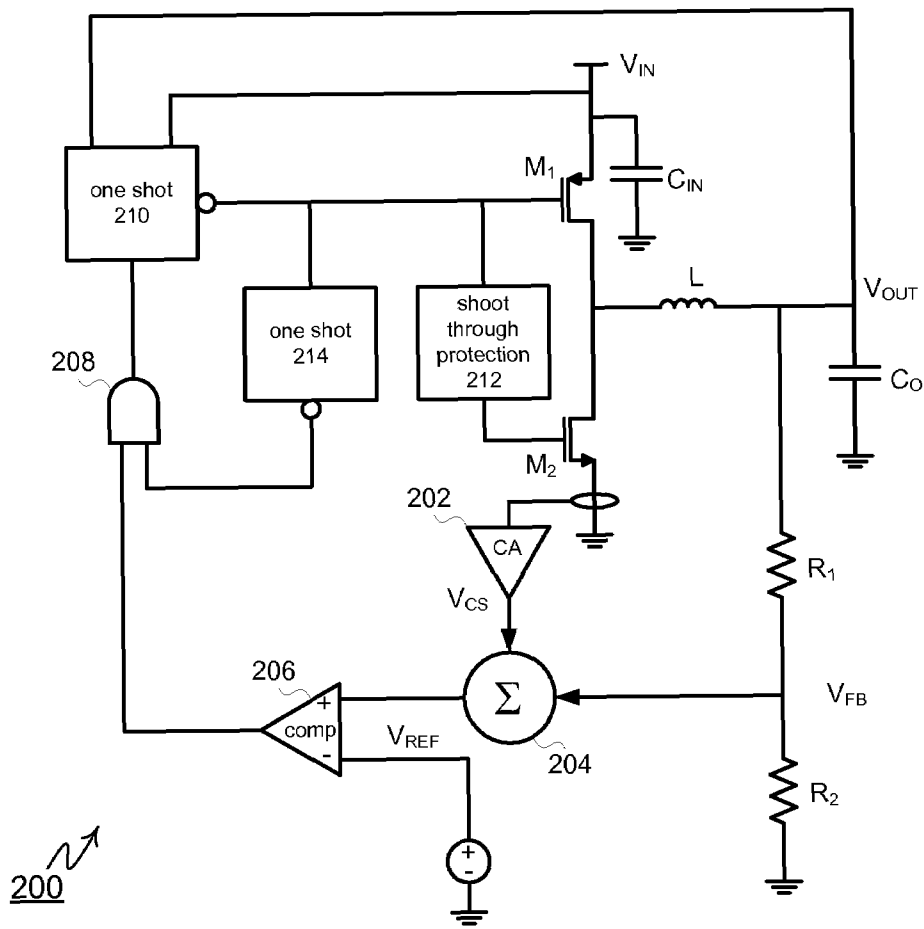 V_IN
M_1
C_IN
one shot
210
L
V_OUT
one shot
214
shoot
through
protection
212
208
C_O
M_2
202
CA
R_1
V_CS
206
Σ
V_FB
+
comp
-
V_REF
204
R_2
+
-
200